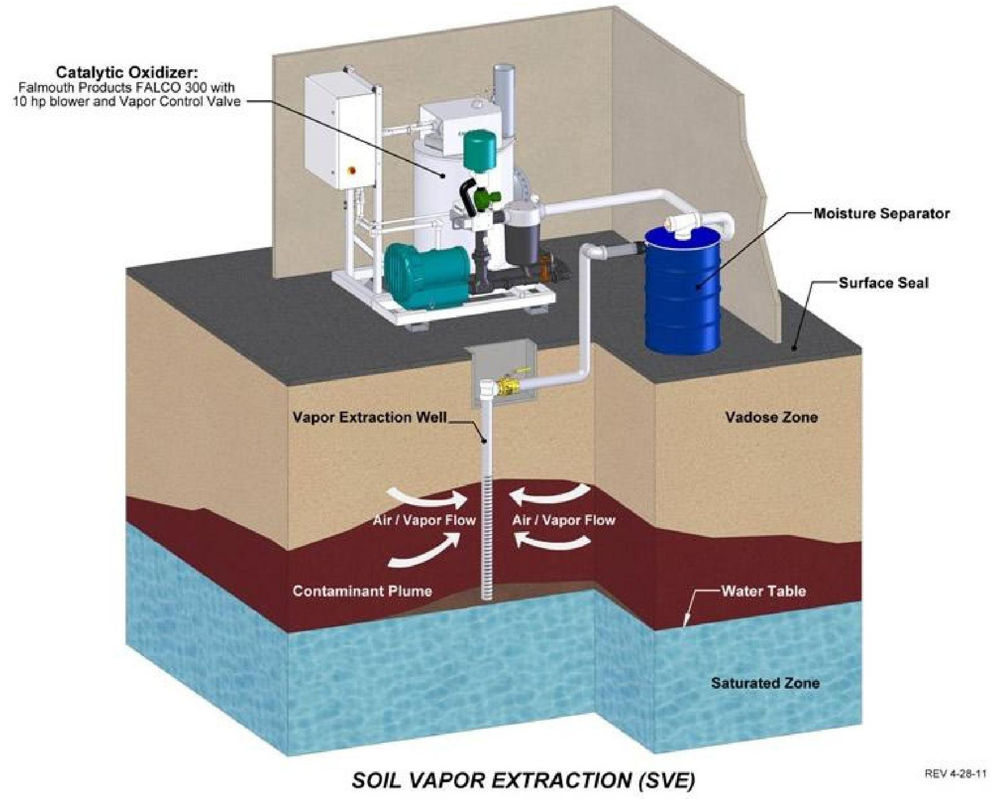 Catalytic Oxidizer:
Falmouth Products FALCO 300 with
10 hp blower and Vapor Control Valve
Moisture Separator
Surface Seal
Vapor Extraction Well
Vadose Zone
Air / Vapor Flow
Air / Vapor Flow
Contaminant Plume
Water Table
Saturated Zone
SOIL VAPOR EXTRACTION (SVE)
REV 4-28-11